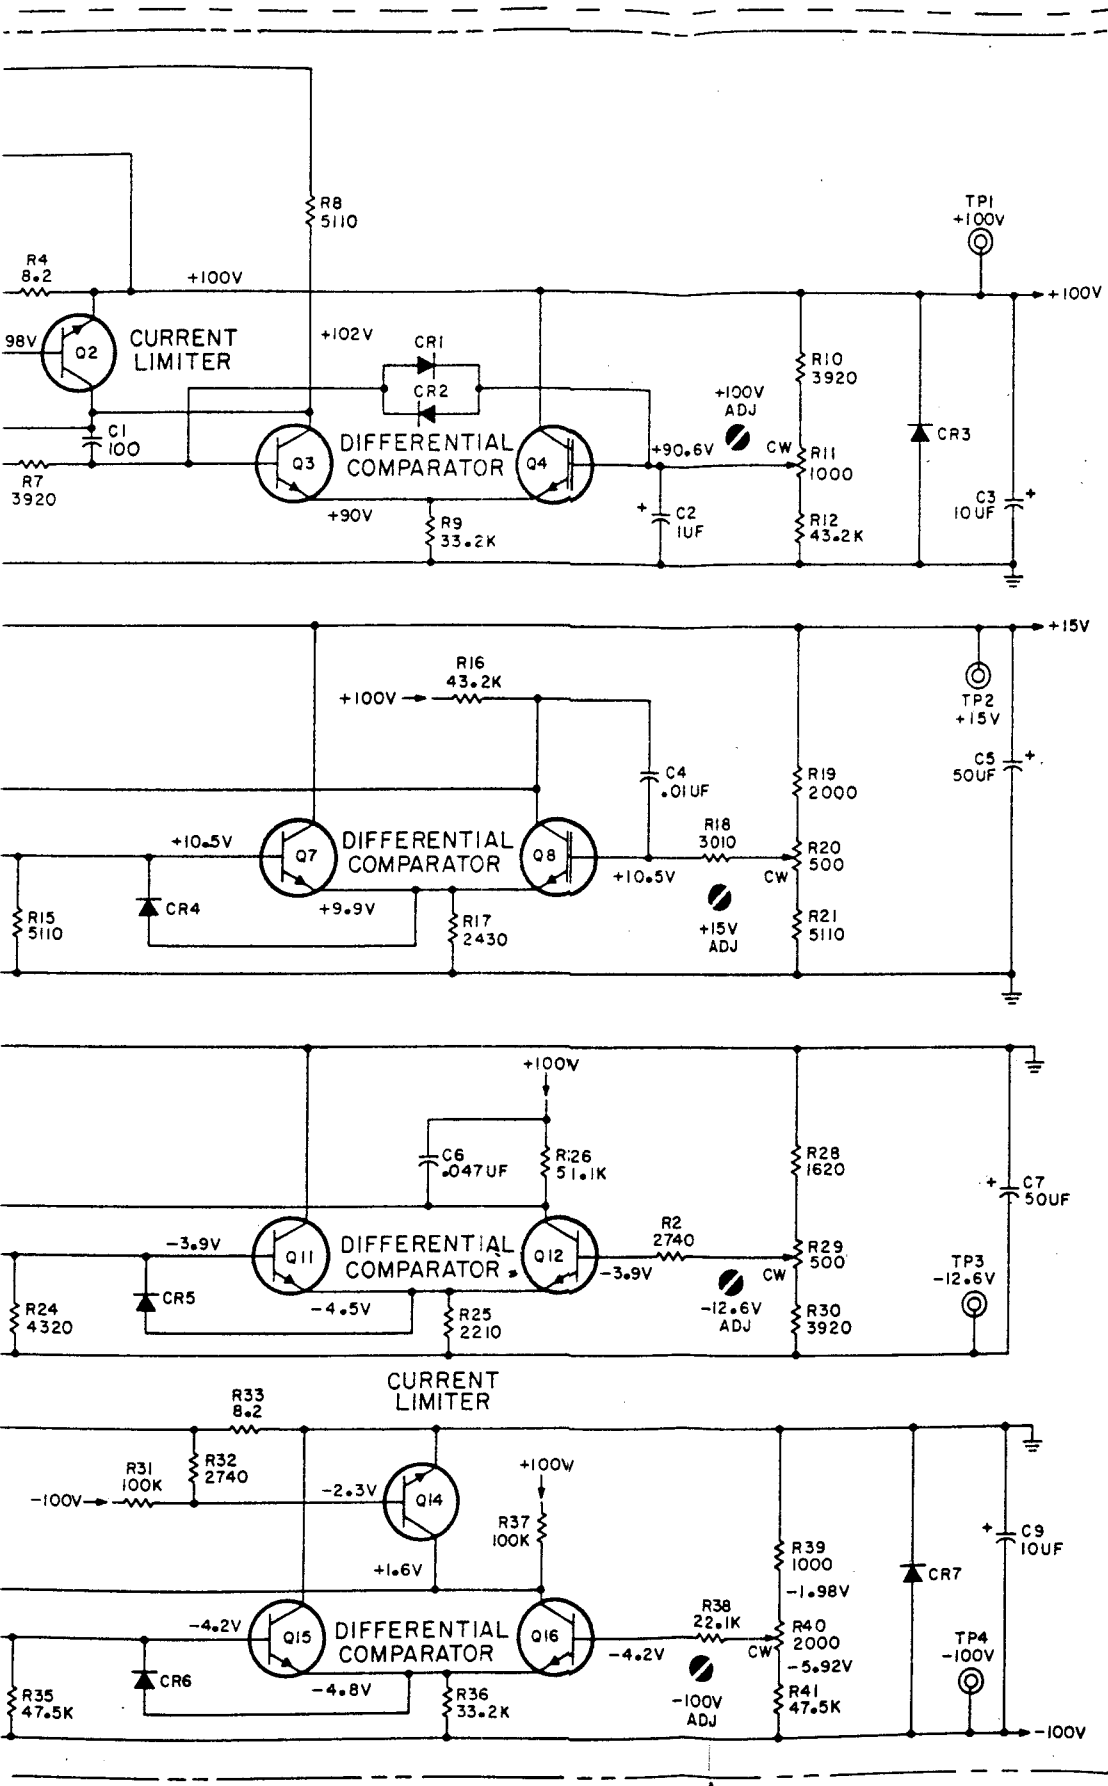 TP1
+100V
R8
5110
R4
8.2
+100V
+100V
98V
Q2
CURRENT
LIMITER
+102V
CR1
CR2
R10
3920
+100V
ADJ
CR3
C1
100
DIFFERENTIAL
COMPARATOR
Q3
Q4
+90.6V
CW
R11
1000
R7
3920
+90V
R9
33.2K
+
C2
1UF
R12
43.2K
C3
10UF
+
+15V
R16
43.2K
+100V
TP2
+15V
C4
.01UF
R19
2000
C5
50UF
+
+10.5V
Q7
DIFFERENTIAL
COMPARATOR
Q8
R18
3010
R20
500
+10.5V
CW
R15
5110
CR4
+9.9V
R17
2430
+15V
ADJ
R21
5110
+100V
C6
.047UF
R26
51.1K
R28
1620
+
C7
50UF
-3.9V
Q11
DIFFERENTIAL
COMPARATOR
Q12
R2
2740
R29
500
-3.9V
CW
TP3
-12.6V
R24
4320
CR5
-4.5V
R25
2210
-12.6V
ADJ
R30
3920
CURRENT
LIMITER
R33
8.2
R31
100K
R32
2740
-100V
-2.3V
Q14
+100V
R37
100K
+
C9
10UF
+1.6V
R39
1000
-1.98V
CR7
-4.2V
Q15
DIFFERENTIAL
COMPARATOR
Q16
R38
22.1K
R40
2000
-4.2V
CW
-5.92V
TP4
-100V
R35
47.5K
CR6
-4.8V
R36
33.2K
-100V
ADJ
R41
47.5K
-100V